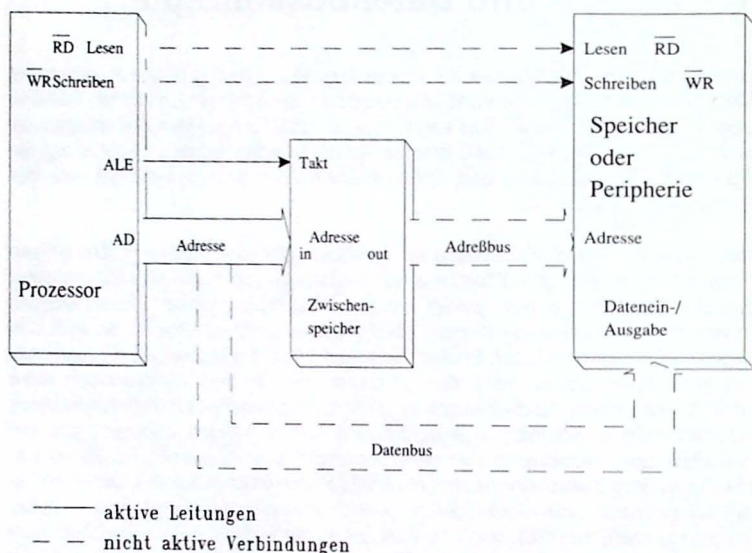 RD Lesen
WR Schreiben
ALE
AD
Prozessor
Adresse
Takt
Adresse
in out
Zwischen-
speicher
Adreßbus
Lesen RD
Schreiben WR
Speicher
oder
Peripherie
Adresse
Datenein-/
Ausgabe
Datenbus
aktive Leitungen
nicht aktive Verbindungen